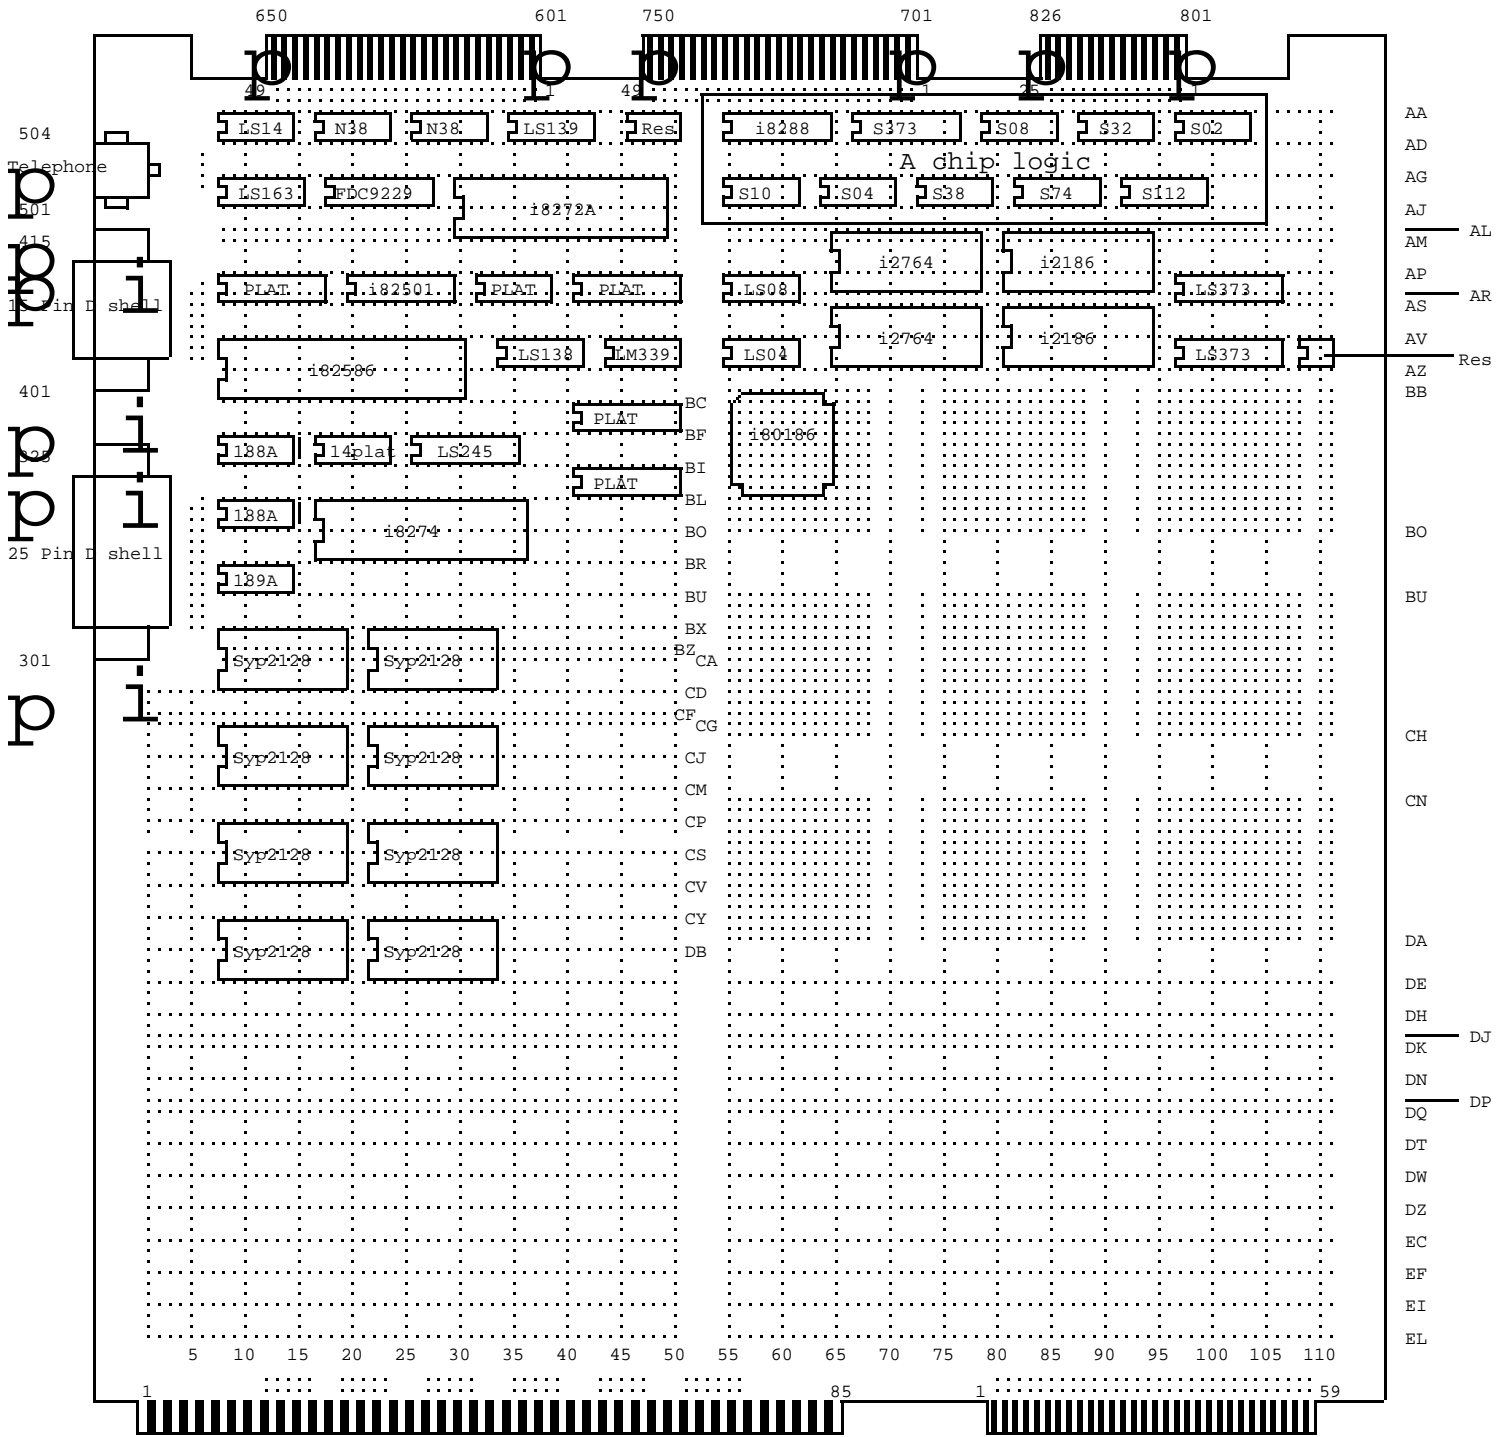 650 601 750 701 826 801
p p p p p p
49 1 49 1 25 1
LS14 N38 N38 LS139 Res i8288 S373 S08 S32 S02 AA
504
Telephone
A chip logic
AD
p
LS163 FDC9229 i8272A S10 S04 S38 S74 S112 AG
501 AJ
415 AL
AM
p i i2764 i2186
AP
p PLAT i82501 PLAT PLAT LS08 LS373 AR
15 Pin D shell AS
i2764 i2186 AV
LS138 LM339 LS04 LS373 Res
i82586 AZ
401 BB
BC
p i PLAT i80186
BF
325 188A 14plat LS245
BI
PLAT
p i BL
188A
i8274 BO BO
25 Pin D shell
BR
189A
BU BU
BX
BZ
301 Syp2128 Syp2128 CA
i CD
p CF
CG
CH
Syp2128 Syp2128 CJ
CM
CN
CP
Syp2128 Syp2128 CS
CV
CY
DA
Syp2128 Syp2128 DB
DE
DH
DJ
DK
DN
DP
DQ
DT
DW
DZ
EC
EF
EI
EL
5 10 15 20 25 30 35 40 45 50 55 60 65 70 75 80 85 90 95 100 105 110
1 85 1 59